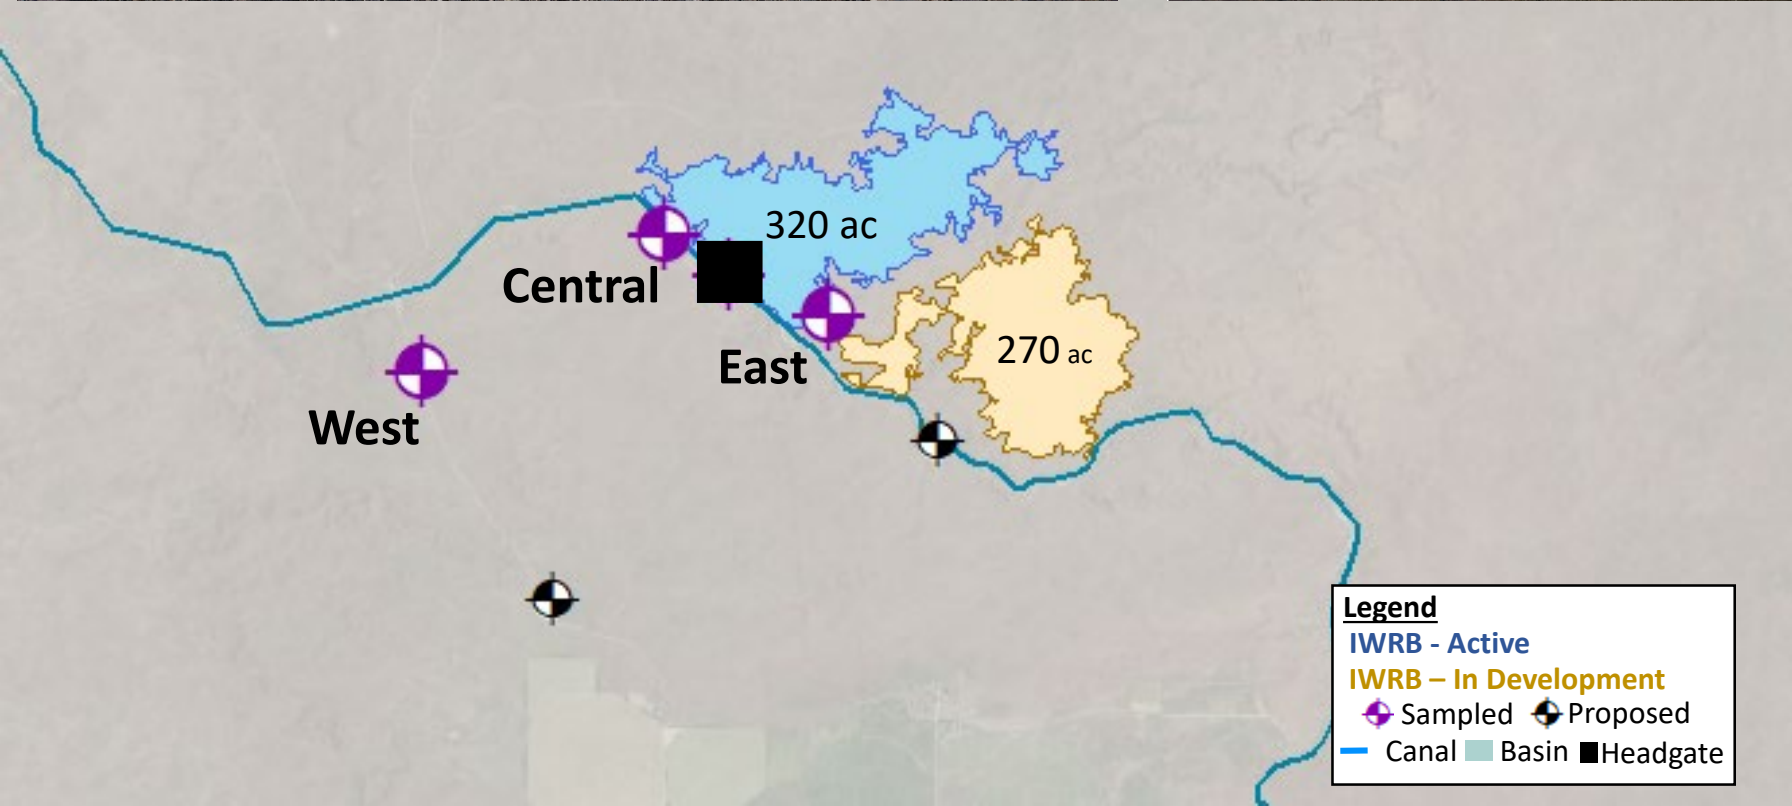 320 ac
Central
East
270 ac
West
Legend
IWRB - Active
IWRB – In Development
Sampled Proposed
Canal Basin Headgate